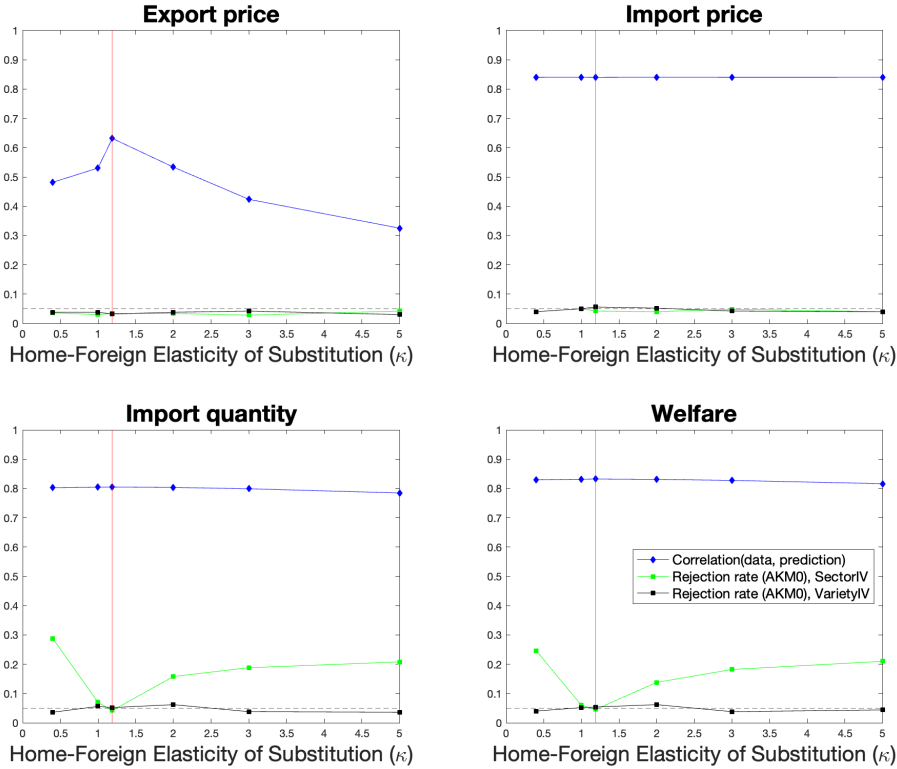 Export price
1
0.9
0.8
0.7
0.6
0.5
0.4
0.3
0.2
0.1
0
0 0.5 1 1.5 2 2.5 3 3.5 4 4.5 5
Home-Foreign Elasticity of Substitution (κ)
Import price
1
0.9
0.8
0.7
0.6
0.5
0.4
0.3
0.2
0.1
0
0 0.5 1 1.5 2 2.5 3 3.5 4 4.5 5
Home-Foreign Elasticity of Substitution (κ)
Import quantity
1
0.9
0.8
0.7
0.6
0.5
0.4
0.3
0.2
0.1
0
0 0.5 1 1.5 2 2.5 3 3.5 4 4.5 5
Home-Foreign Elasticity of Substitution (κ)
Welfare
1
0.9
0.8
0.7
0.6
0.5
0.4
0.3
0.2
0.1
0
Correlation(data, prediction)
Rejection rate (AKM0), SectorIV
Rejection rate (AKM0), VarietyIV
0 0.5 1 1.5 2 2.5 3 3.5 4 4.5 5
Home-Foreign Elasticity of Substitution (κ)